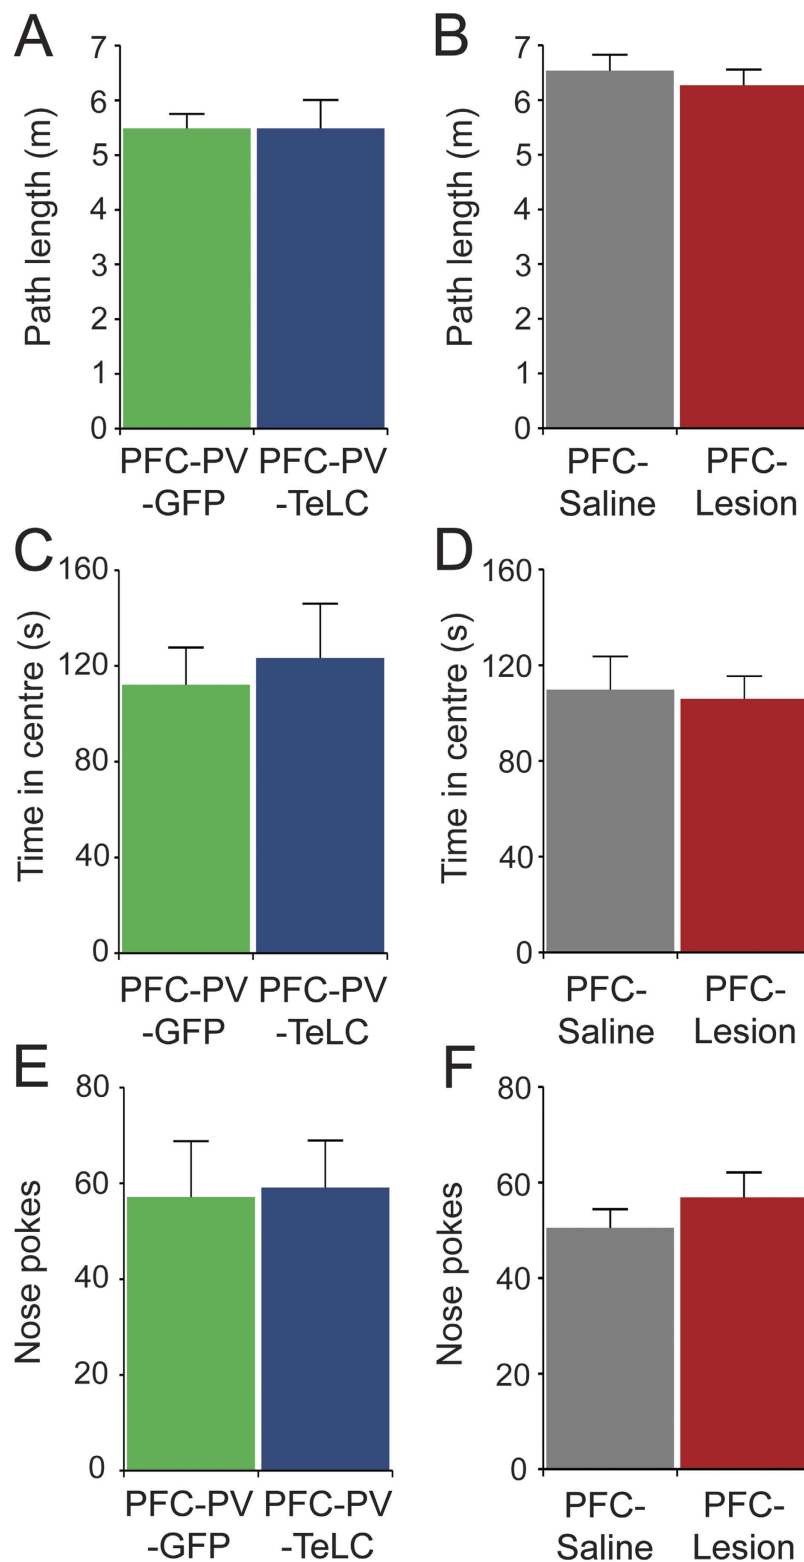 A
Path length (m)
7
6
5
4
3
2
1
0
PFC-PV PFC-PV
-GFP -TeLC
B
Path length (m)
7
6
5
4
3
2
1
0
PFC- PFC-
Saline Lesion
C
Time in centre (s)
160
120
80
40
0
PFC-PV PFC-PV
-GFP -TeLC
D
Time in centre (s)
160
120
80
40
0
PFC- PFC-
Saline Lesion
E
Nose pokes
80
60
40
20
0
PFC-PV PFC-PV
-GFP -TeLC
F
Nose pokes
80
60
40
20
0
PFC- PFC-
Saline Lesion